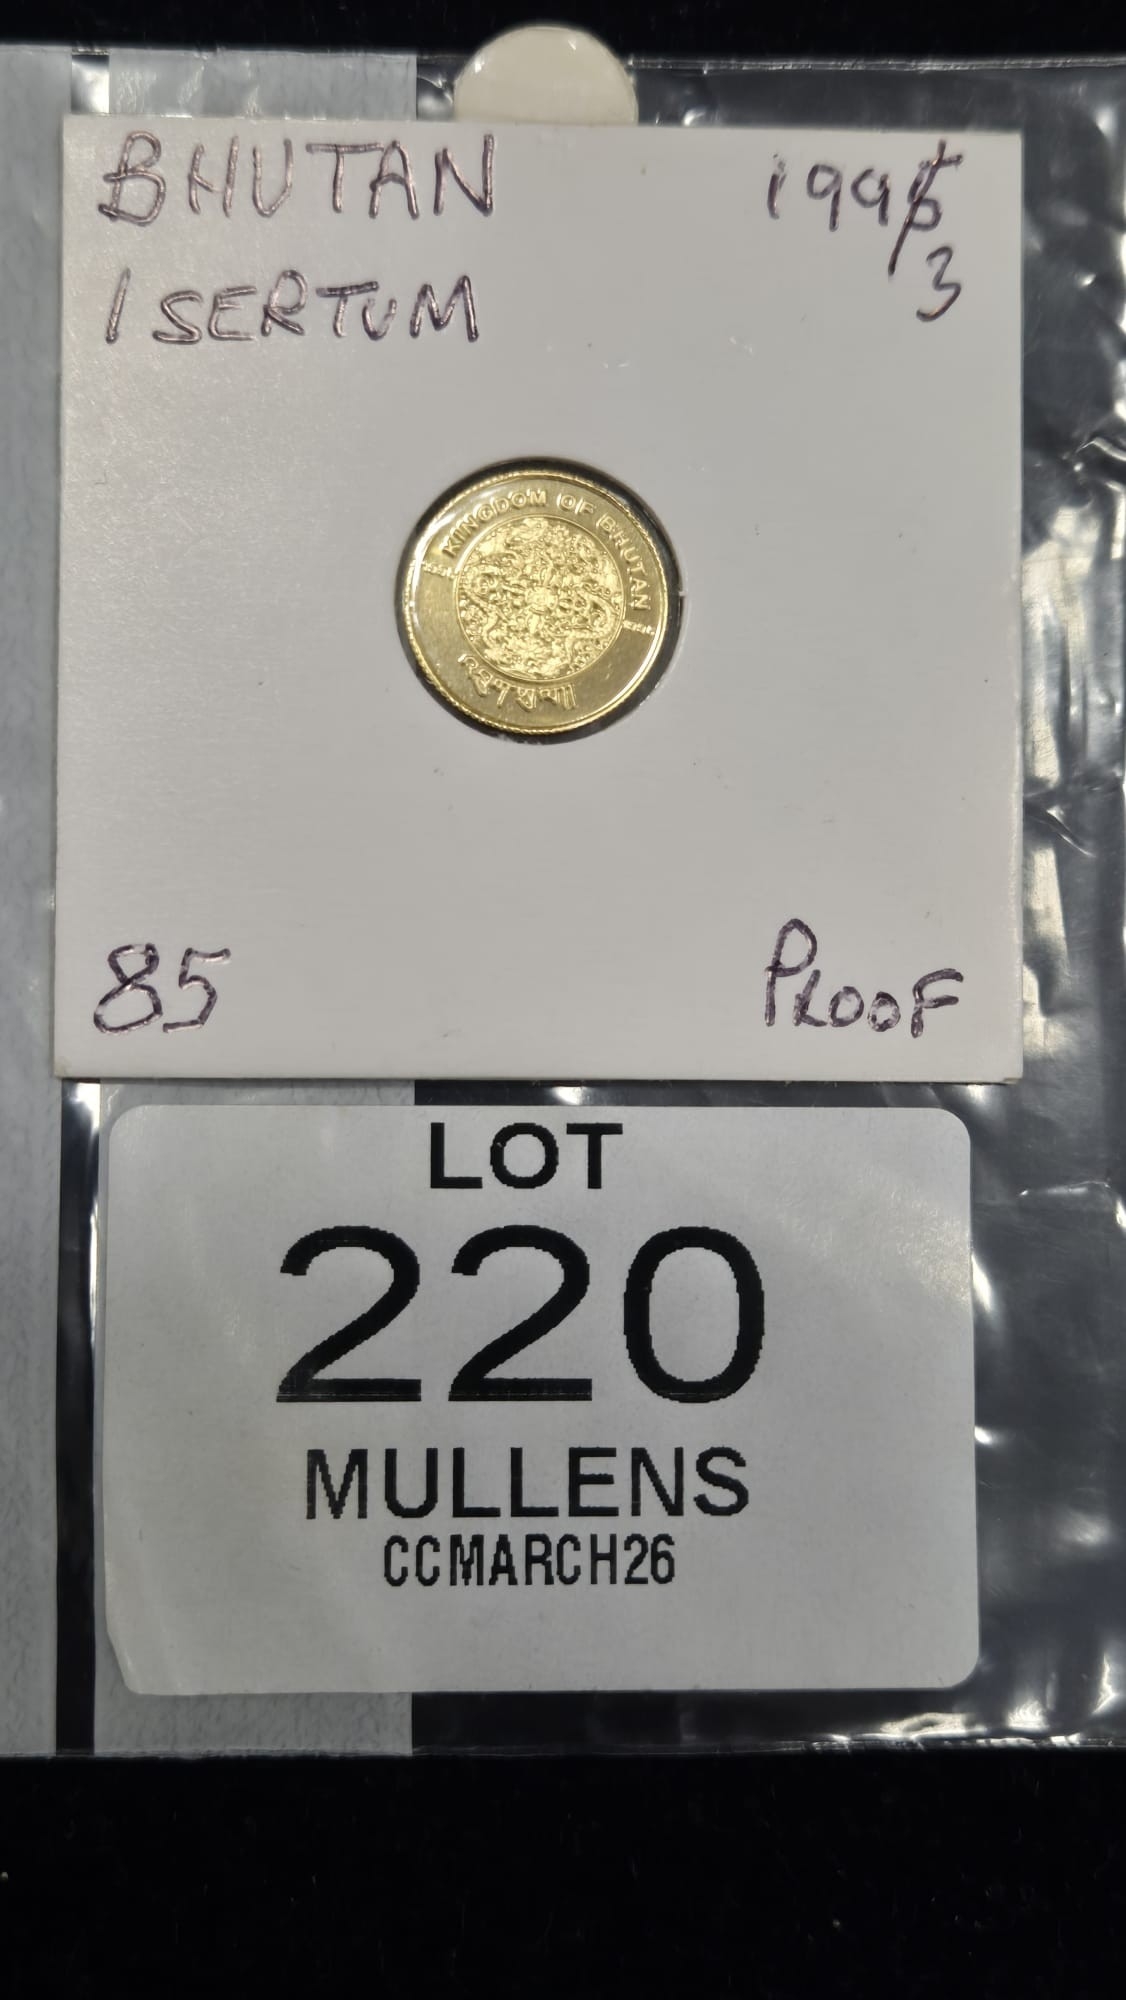 BHUTAN 1995
3
1 SERTUM
KINGDOM OF BHUTAN
85 PROOF
LOT
220
MULLENS
CCMARCH26